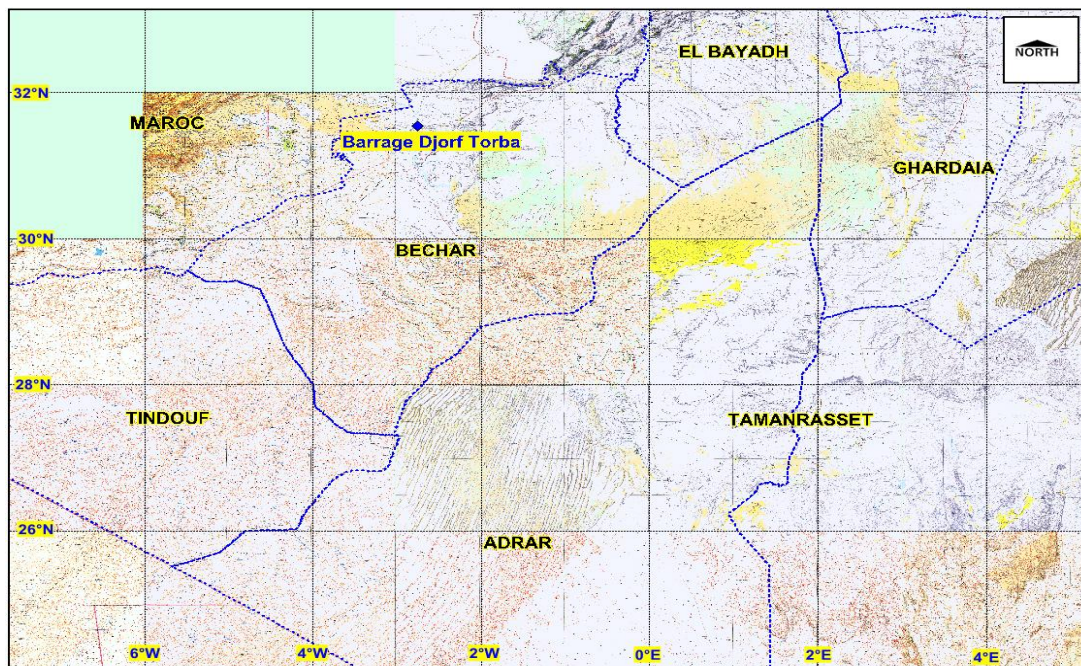 EL BAYADH
NORTH
32°N
MAROC
Barrage Djorf Torba
GHARDAIA
30°N
BECHAR
28°N
TINDOUF
TAMANRASSET
26°N
ADRAR
6°W
4°W
2°W
0°E
2°E
4°E